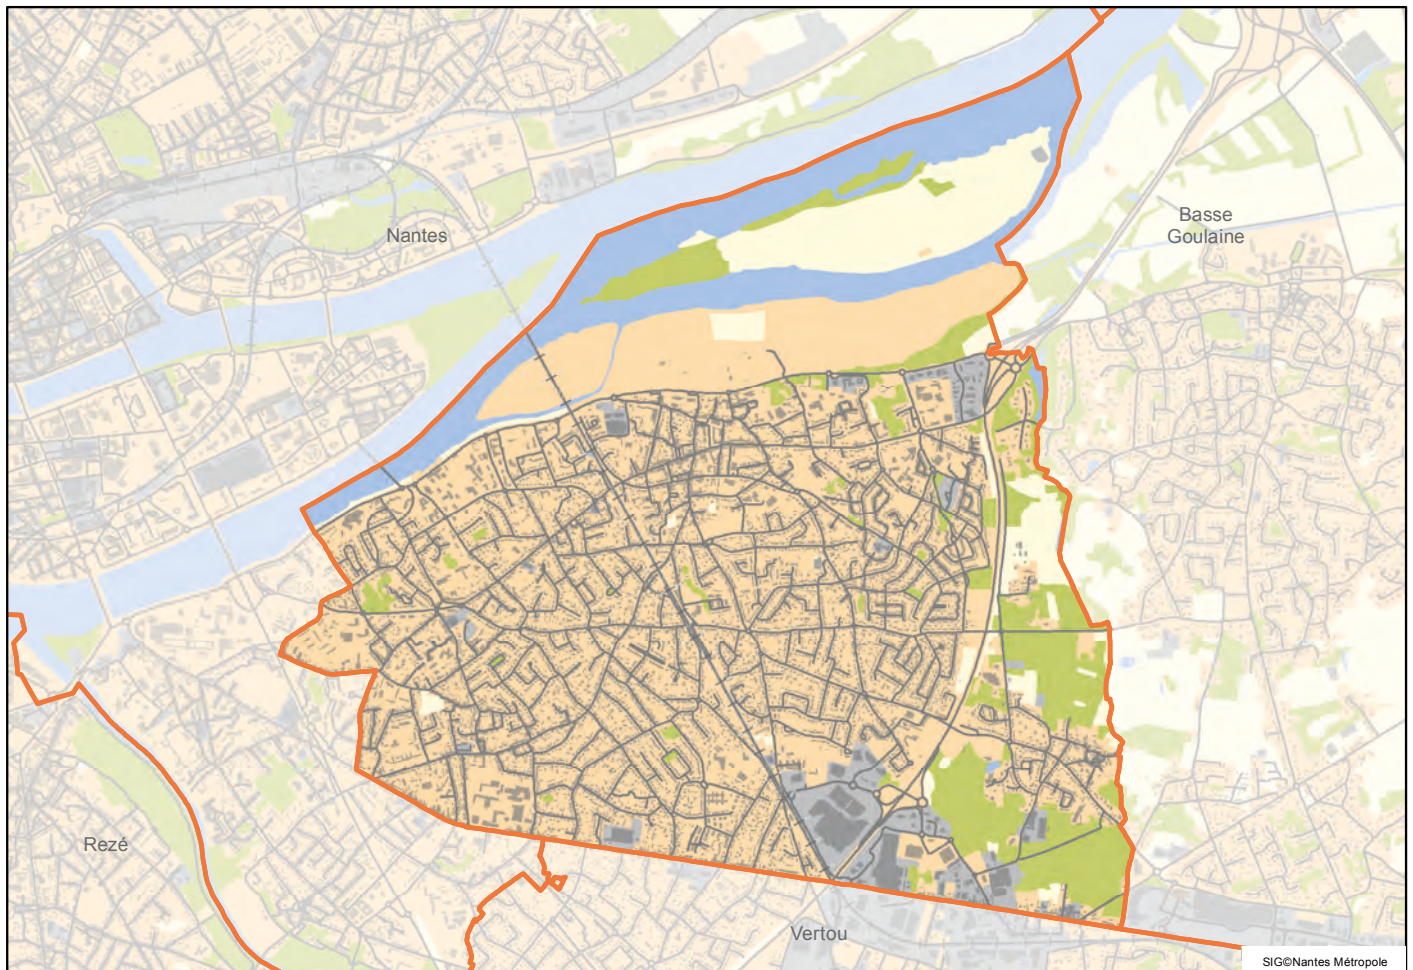 Nantes
Basse
Goulaine
Rezé
Vertou
SIG©Nantes Métropole